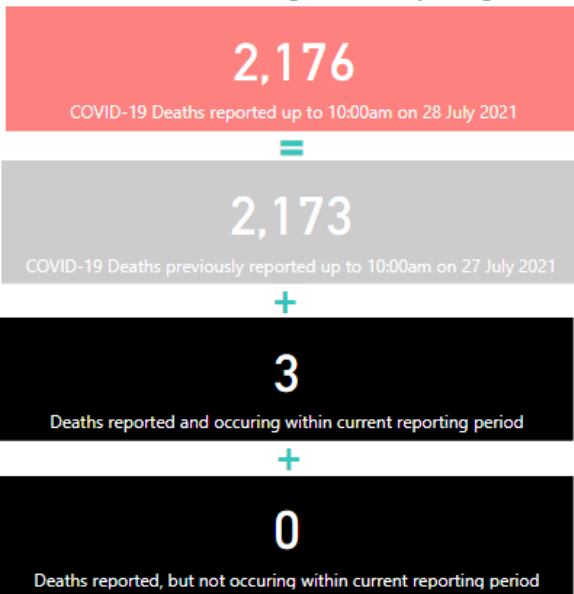 2,176
COVID-19 Deaths reported up to 10:00am on 28 July 2021
=
2,173
COVID-19 Deaths previously reported up to 10:00am on 27 July 2021
+
3
Deaths reported and occuring within current reporting period
+
0
Deaths reported, but not occuring within current reporting period